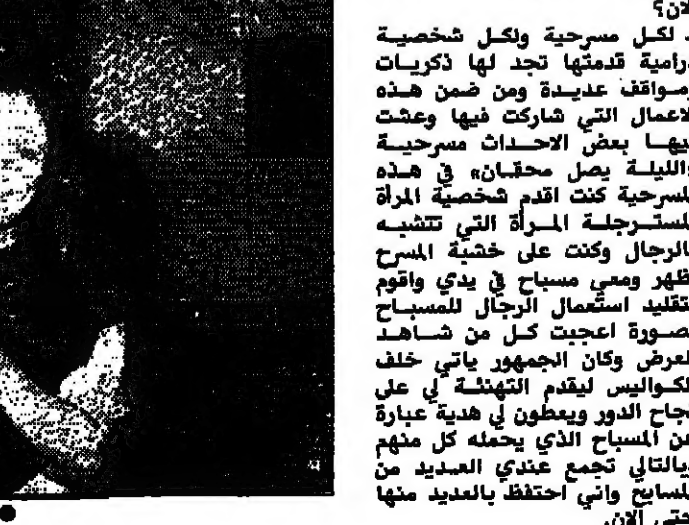 الان؟
. لكل مسرحية ولكل شخصية
درامية قدمتها تجد لها ذكريات
ومواقف عديدة ومن ضمن هذه
الاعمال التي شاركت فيها وعشت
فيها بعض الاحداث مسرحية
«الليلة يصل محقان» في هذه
المسرحية كنت اقدم شخصية المرأة
المسترجلة المرأة التي تتشبه
بالرجال وكنت على خشبة المسرح
اظهر ومعي مسباح في يدي واقوم
بتقليد استعمال الرجال للمسباح
بصورة اعجبت كل من شاهد
العرض وكان الجمهور ياتي خلف
الكواليس ليقدم التهنئة لي على
نجاح الدور ويعطون لي هدية عبارة
عن المسباح الذي يحمله كل منهم
وبالتالي تجمع عندي العديد من
المسابح واني احتفظ بالعديد منها
حتى الان.